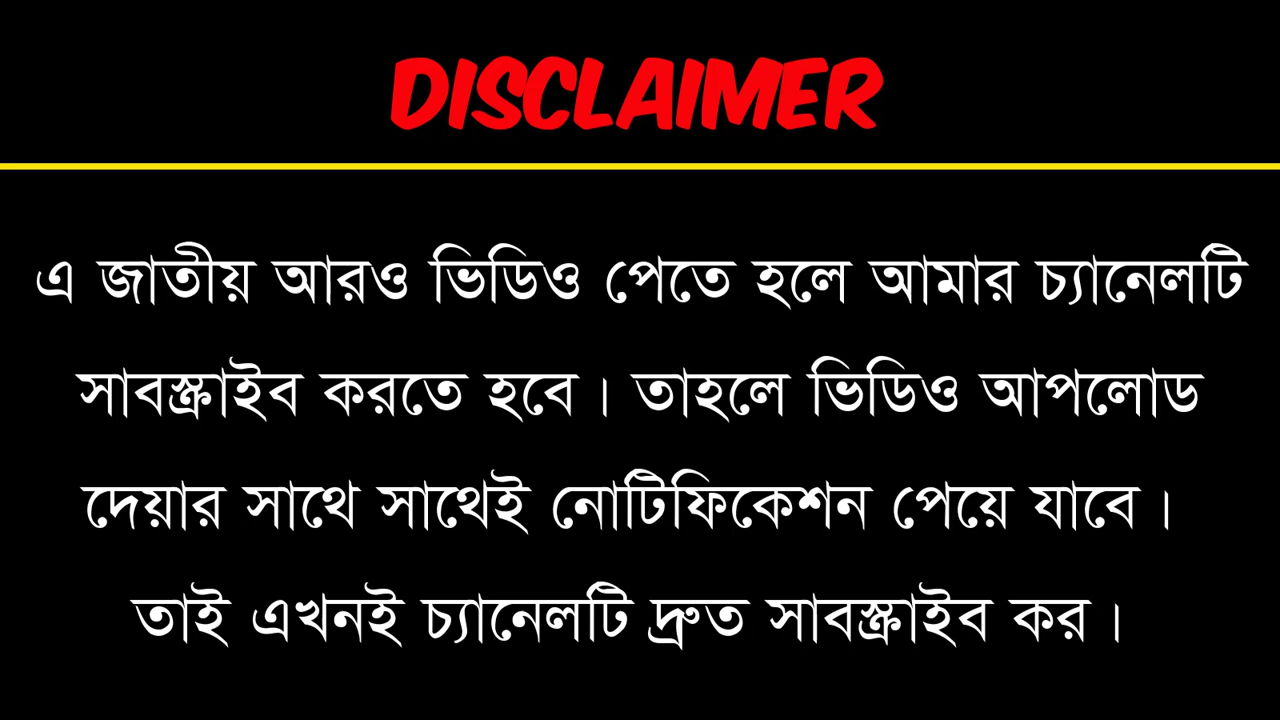 DISCLAIMER
এ জাতীয় আরও ভিডিও পেতে হলে আমার চ্যানেলটি
সাবস্ক্রাইব করতে হবে। তাহলে ভিডিও আপলোড
দেয়ার সাথে সাথেই নোটিফিকেশন পেয়ে যাবে।
তাই এখনই চ্যানেলটি দ্রুত সাবস্ক্রাইব কর।